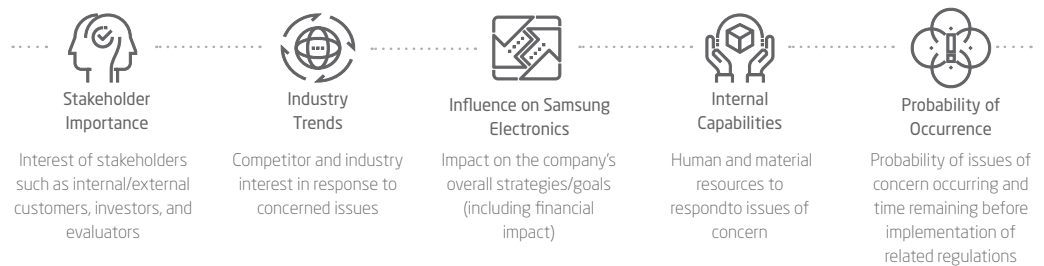 Stakeholder
Importance
Interest of stakeholders
such as internal/external
customers, investors, and
evaluators
Industry
Trends
Competitor and industry
interest in response to
concerned issues
Influence on Samsung
Electronics
Impact on the company's
overall strategies/goals
(including financial
impact)
Internal
Capabilities
Human and material
resources to
respondto issues of
concern
Probability of
Occurrence
Probability of issues of
concern occurring and
time remaining before
implementation of
related regulations